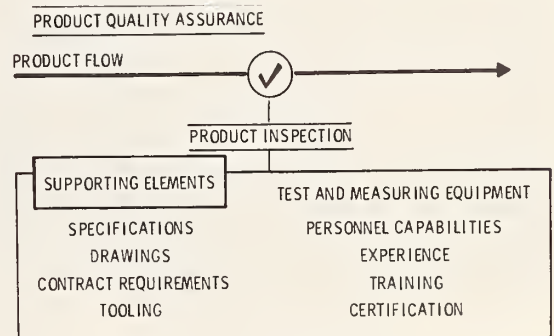 PRODUCT QUALITY ASSURANCE
PRODUCT FLOW
PRODUCT INSPECTION
SUPPORTING ELEMENTS
SPECIFICATIONS
DRAWINGS
CONTRACT REQUIREMENTS
TOOLING
TEST AND MEASURING EQUIPMENT
PERSONNEL CAPABILITIES
EXPERIENCE
TRAINING
CERTIFICATION